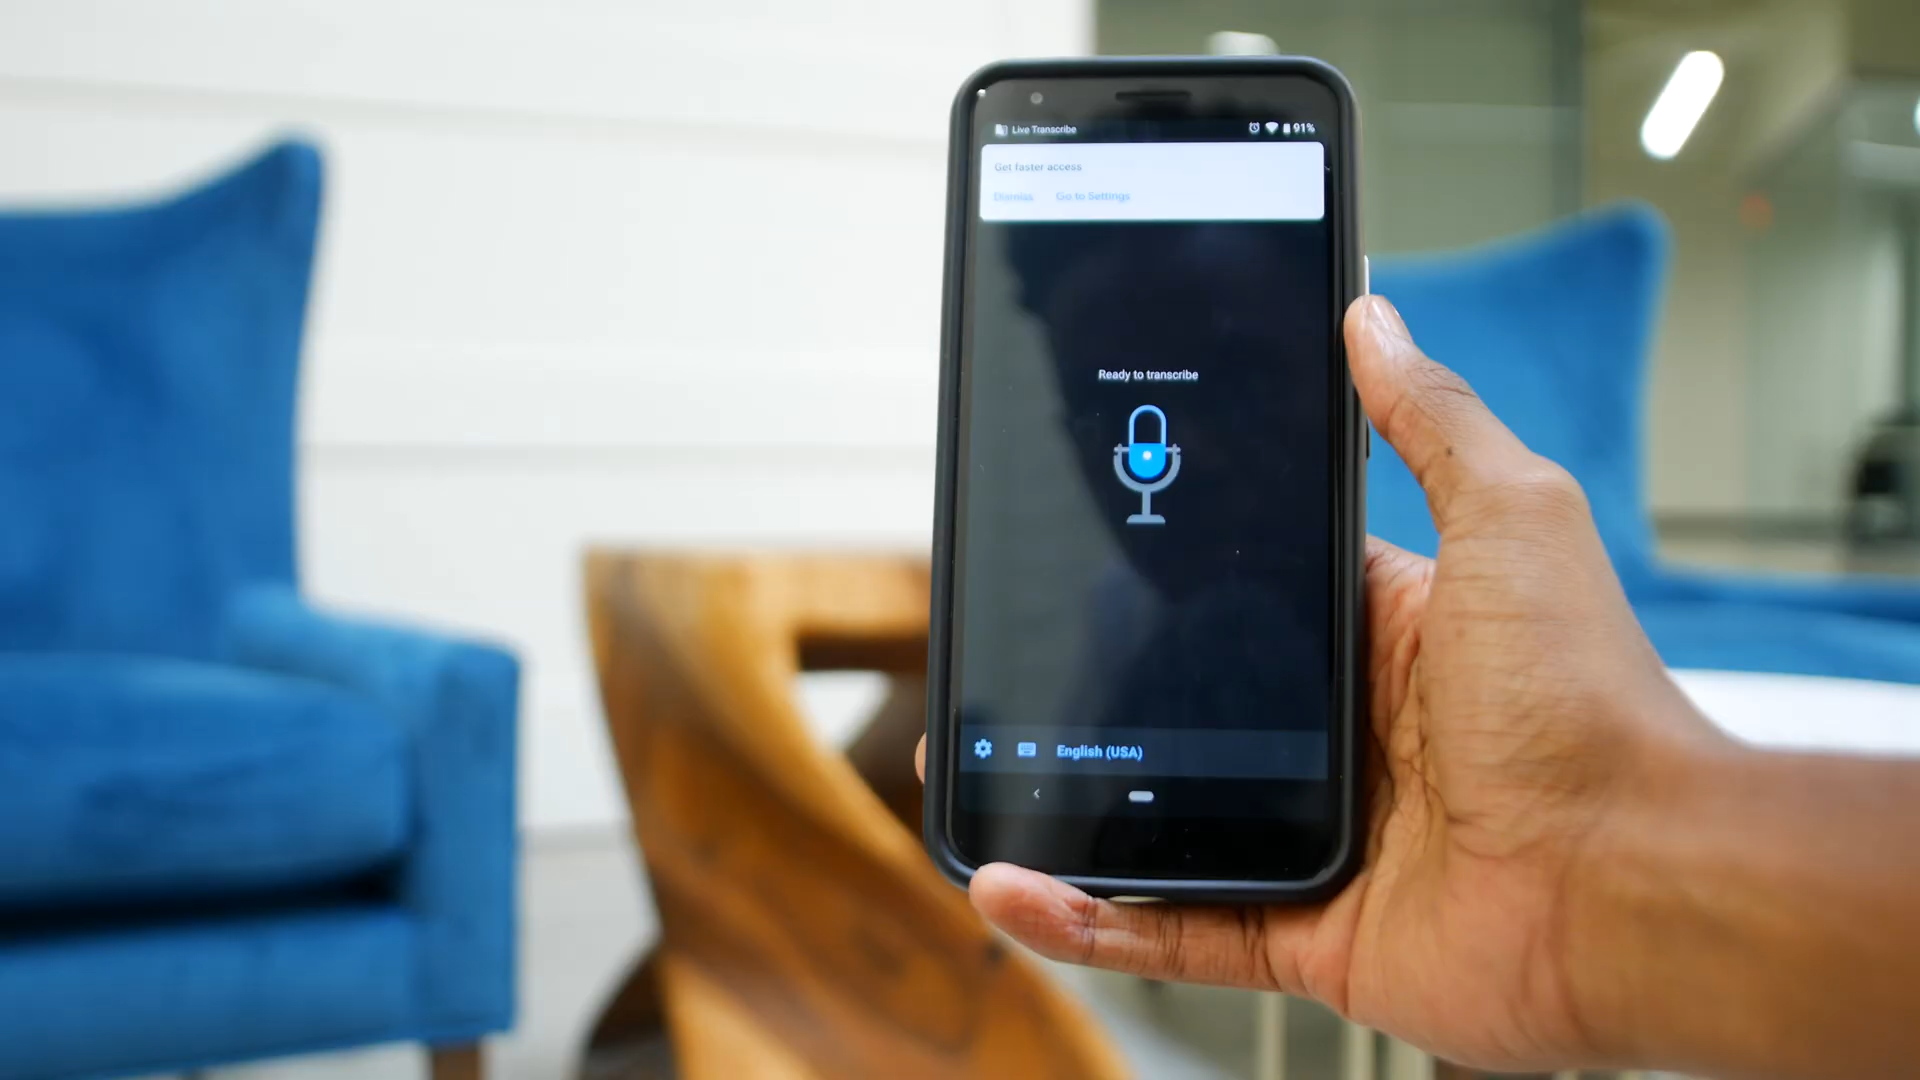 Live Transcribe 91%
Get faster access
Dismiss Go to Settings
Ready to transcribe
English (USA)